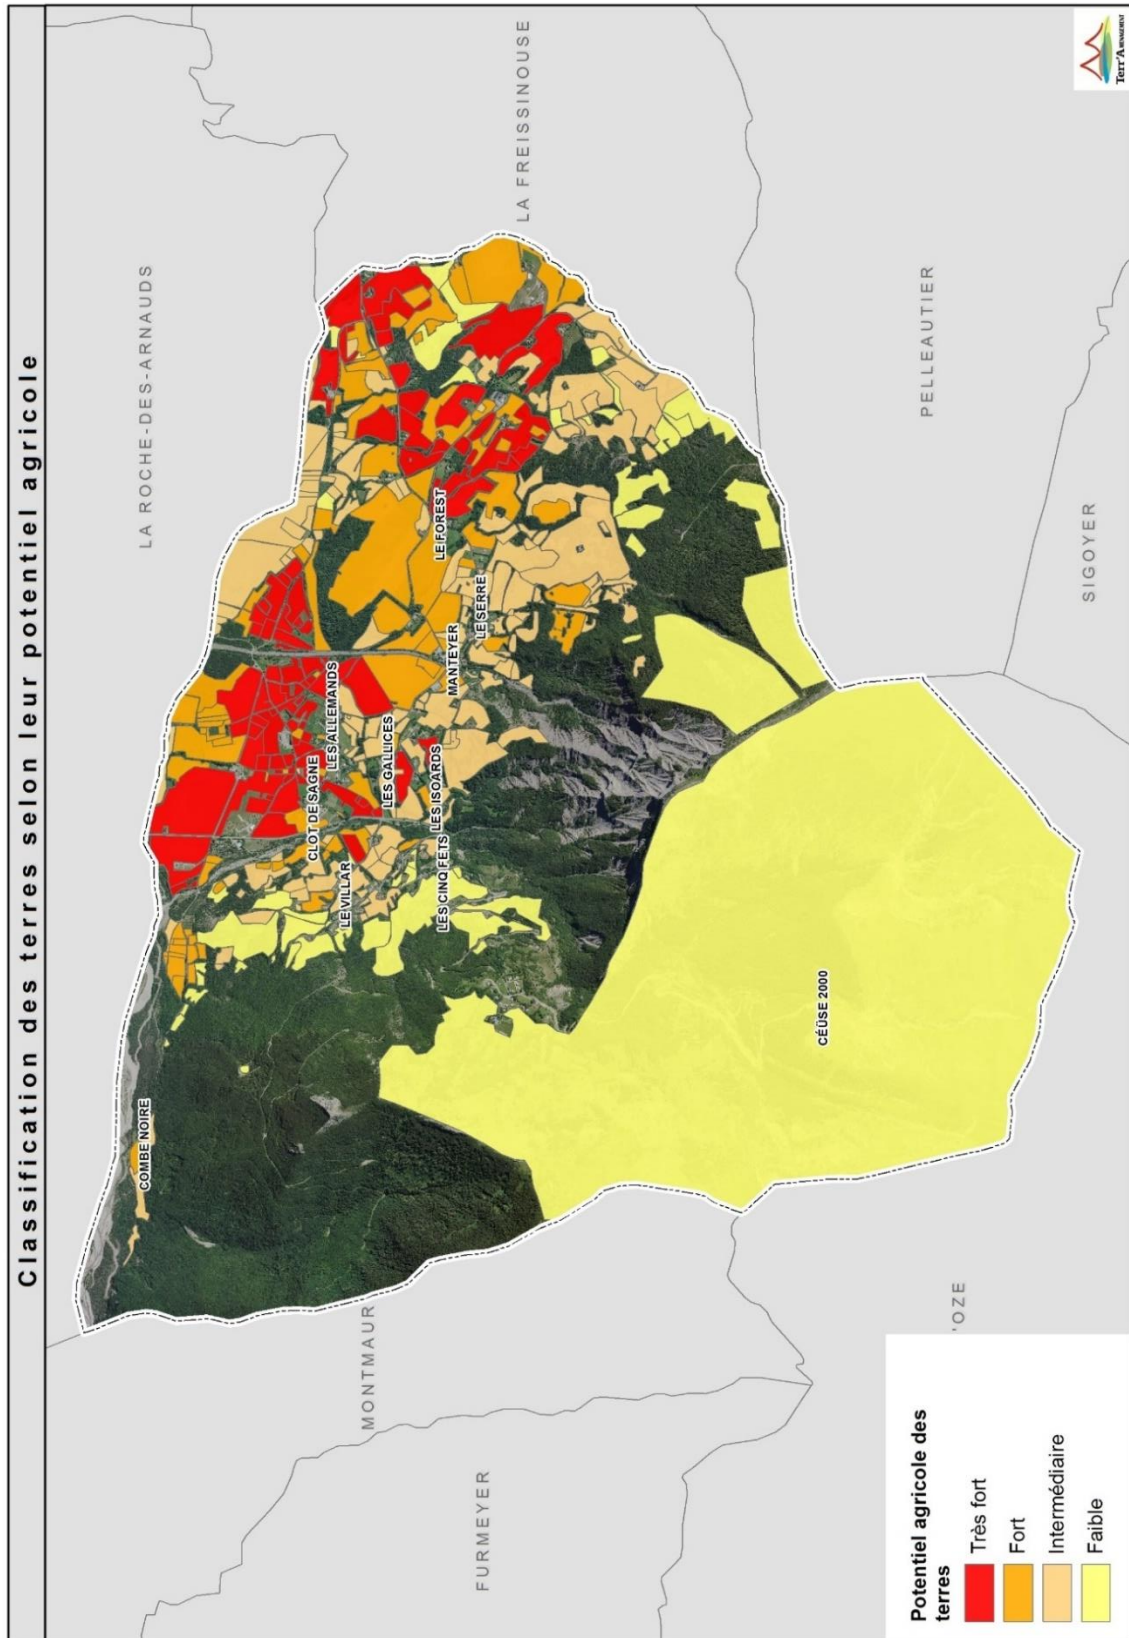 Classification des terres selon leur potentiel agricole
LA ROCHE-DES-ARNAUDS
LA FREISSINOUSE
PELLEAUTIER
SIGOYER
MONTMAUR
FURMEYER
'OZE
COMBE NOIRE
CLOT DE SAGNE
LES ALLEMANDS
LE VILLAR
LES GALLICES
LES CINQ FETS
LES ISOARDS
MANTEYER
LE FOREST
LE SERRE
CÉÜSE 2000
Potentiel agricole des
terres
Très fort
Fort
Intermédiaire
Faible
Terr'Aménagement